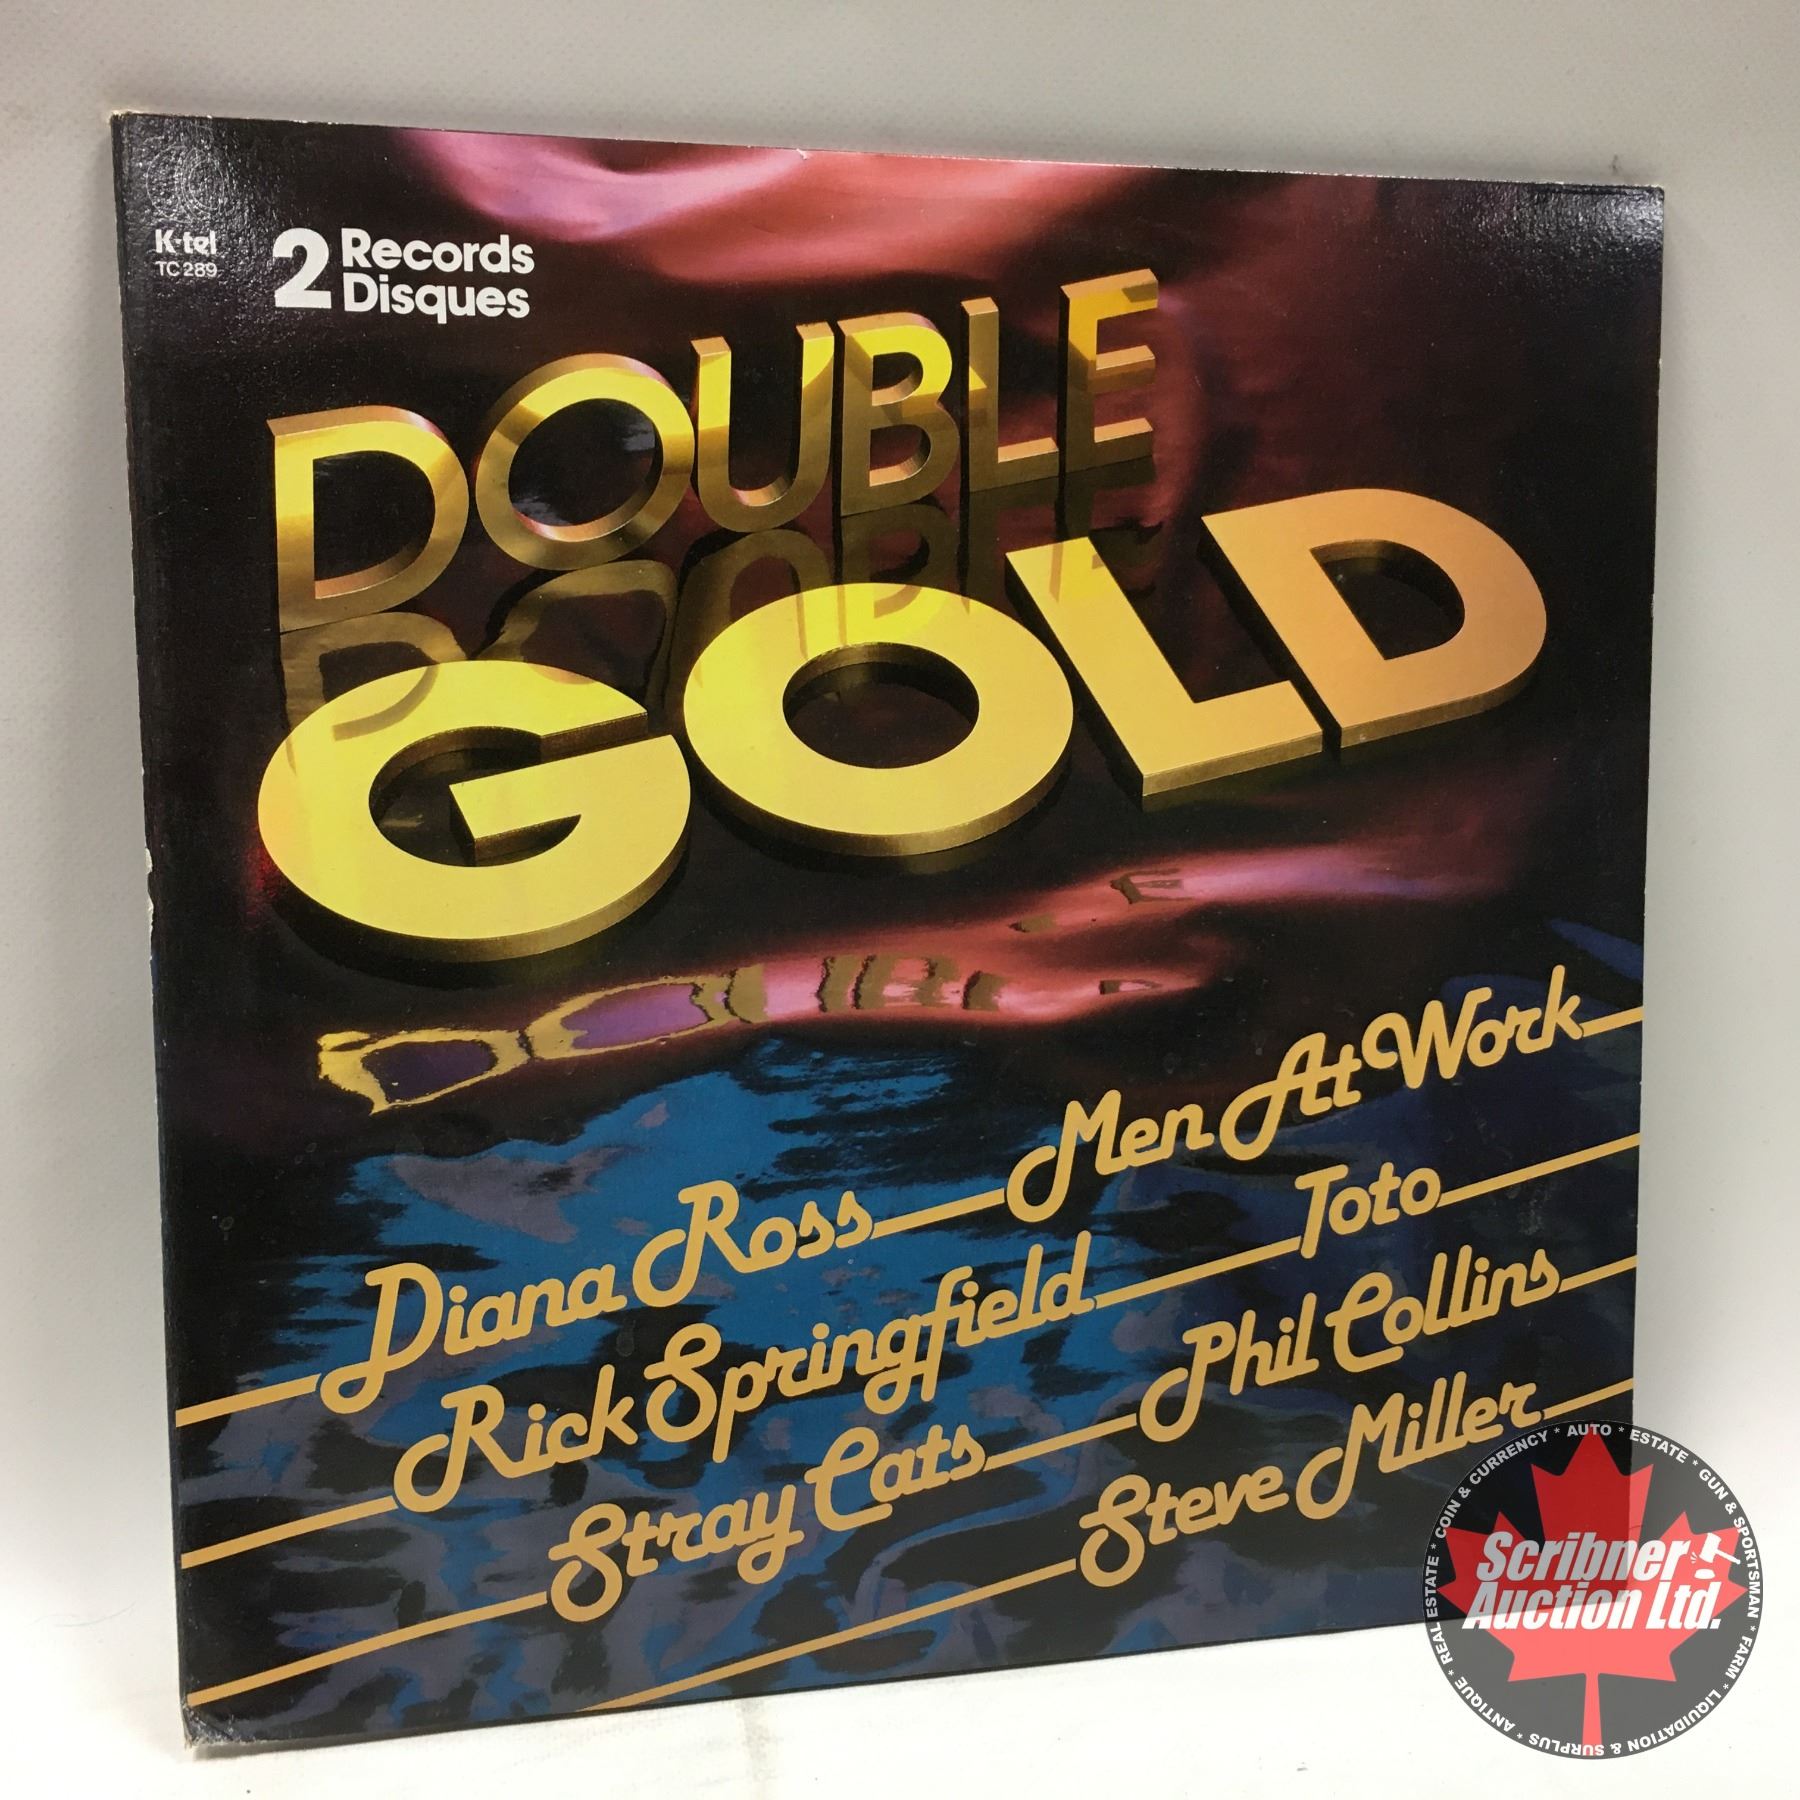 K-tel
TC 289
2 Records
Disques
DOUBLE
GOLD
Diana Ross Men At Work
Rick Springfield Toto
Stray Cats Phil Collins
Steve Miller
Scribner
Auction Ltd.
* REAL ESTATE * COIN & CURRENCY * AUTO * ESTATE * GUN & SPORTSMAN * FARM * LIQUIDATION & SURPLUS * ANTIQUE